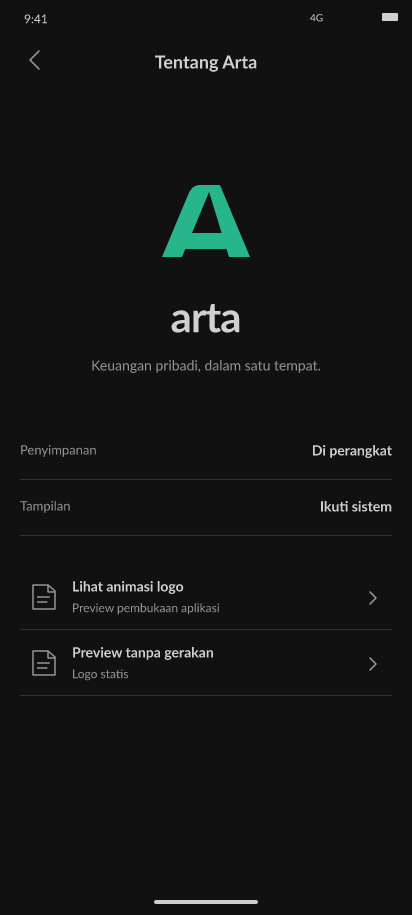 9:41
4G
Tentang Arta
arta
Keuangan pribadi, dalam satu tempat.
Penyimpanan
Di perangkat
Tampilan
Ikuti sistem
Lihat animasi logo
Preview pembukaan aplikasi
Preview tanpa gerakan
Logo statis